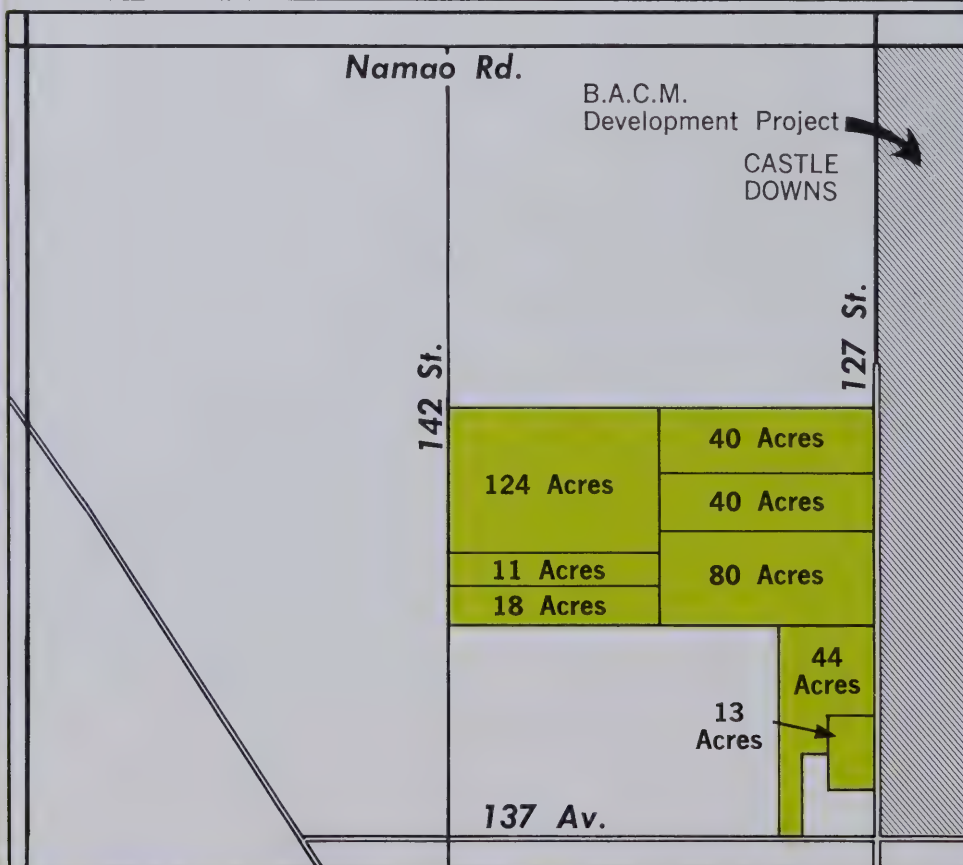 Namao Rd.
B.A.C.M.
Development Project
CASTLE
DOWNS
127 St.
142 St.
40 Acres
124 Acres
40 Acres
11 Acres
80 Acres
18 Acres
44
Acres
13
Acres
137 Av.